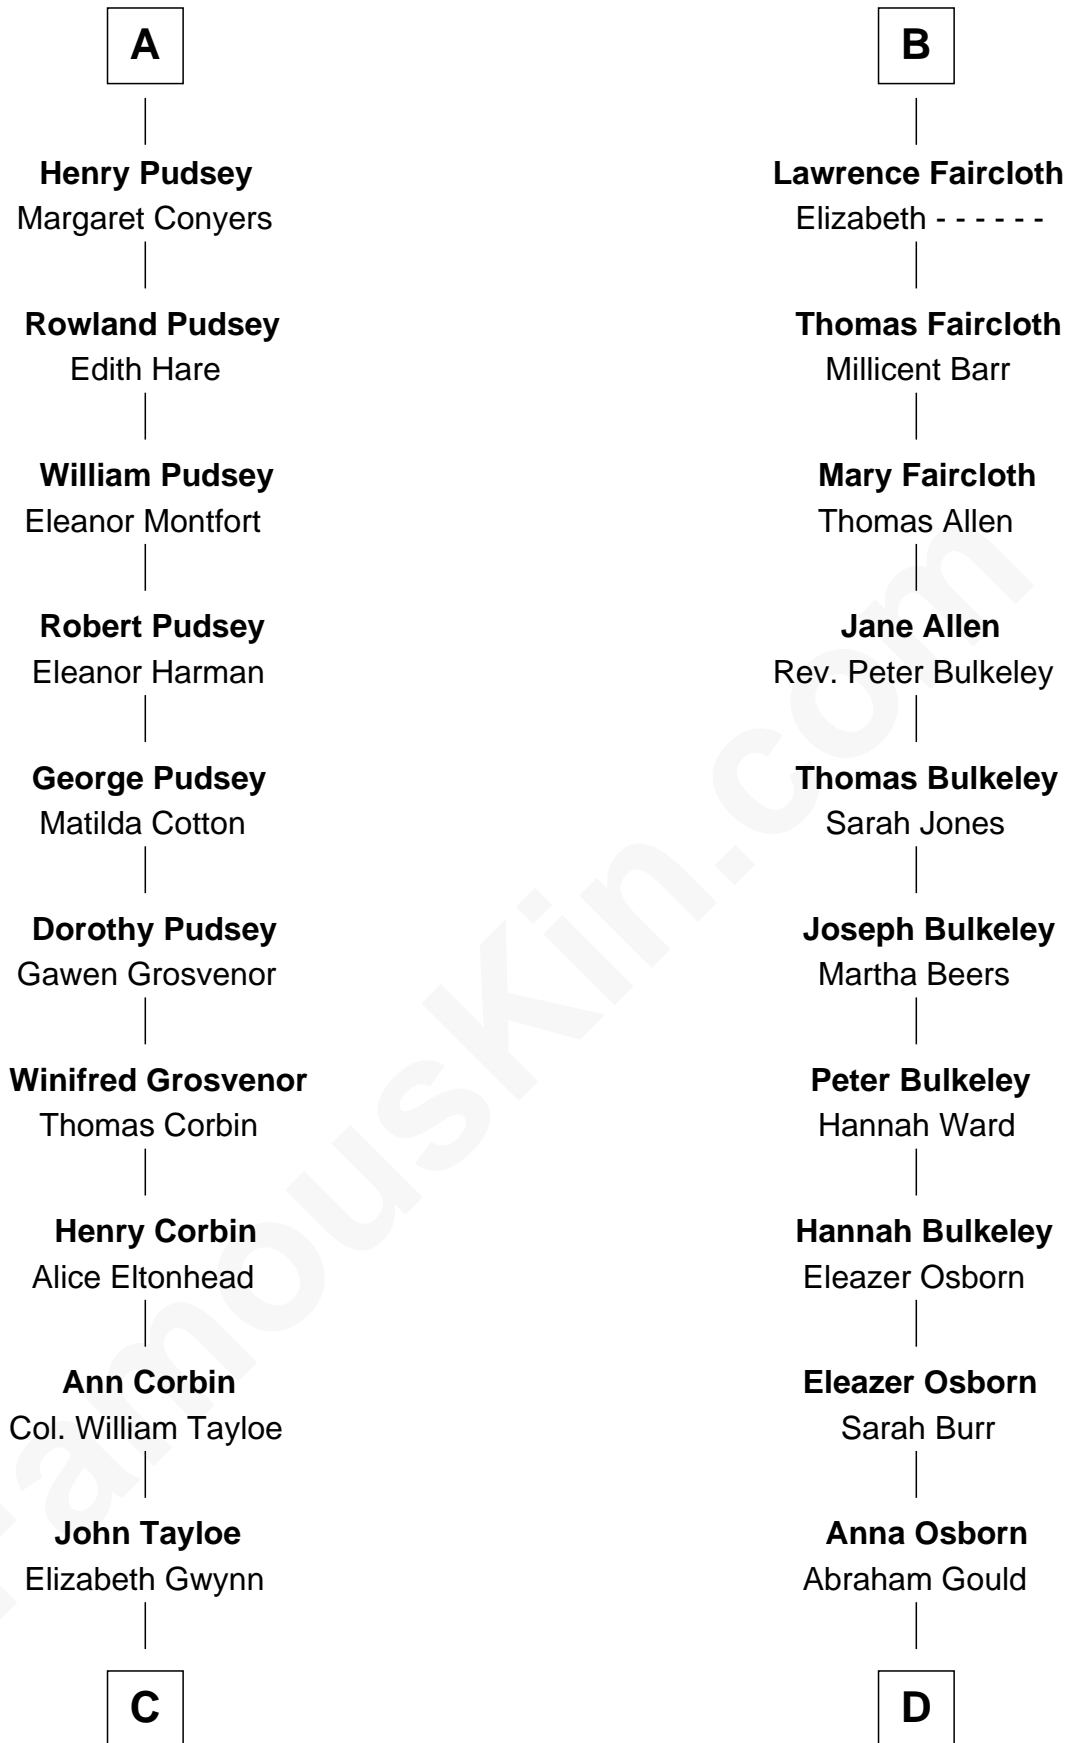 A
Henry Pudsey
Margaret Conyers
Rowland Pudsey
Edith Hare
William Pudsey
Eleanor Montfort
Robert Pudsey
Eleanor Harman
George Pudsey
Matilda Cotton
Dorothy Pudsey
Gawen Grosvenor
Winifred Grosvenor
Thomas Corbin
Henry Corbin
Alice Eltonhead
Ann Corbin
Col. William Tayloe
John Tayloe
Elizabeth Gwynn
C
B
Lawrence Faircloth
Elizabeth - - - - - -
Thomas Faircloth
Millicent Barr
Mary Faircloth
Thomas Allen
Jane Allen
Rev. Peter Bulkeley
Thomas Bulkeley
Sarah Jones
Joseph Bulkeley
Martha Beers
Peter Bulkeley
Hannah Ward
Hannah Bulkeley
Eleazer Osborn
Eleazer Osborn
Sarah Burr
Anna Osborn
Abraham Gould
D
FamousKin.com